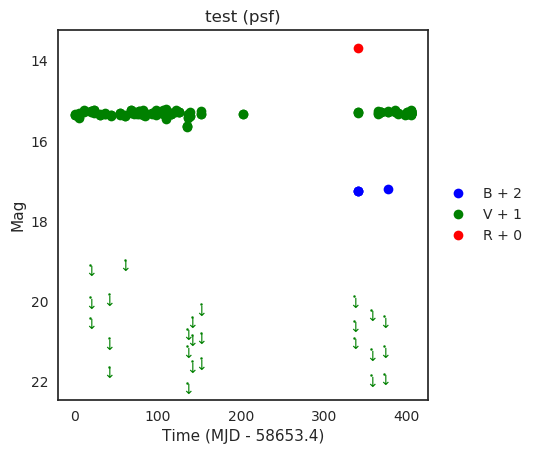 test (psf)
14
16
18
20
22
Mag
0
100
200
300
400
Time (MJD - 58653.4)
B + 2
V + 1
R + 0